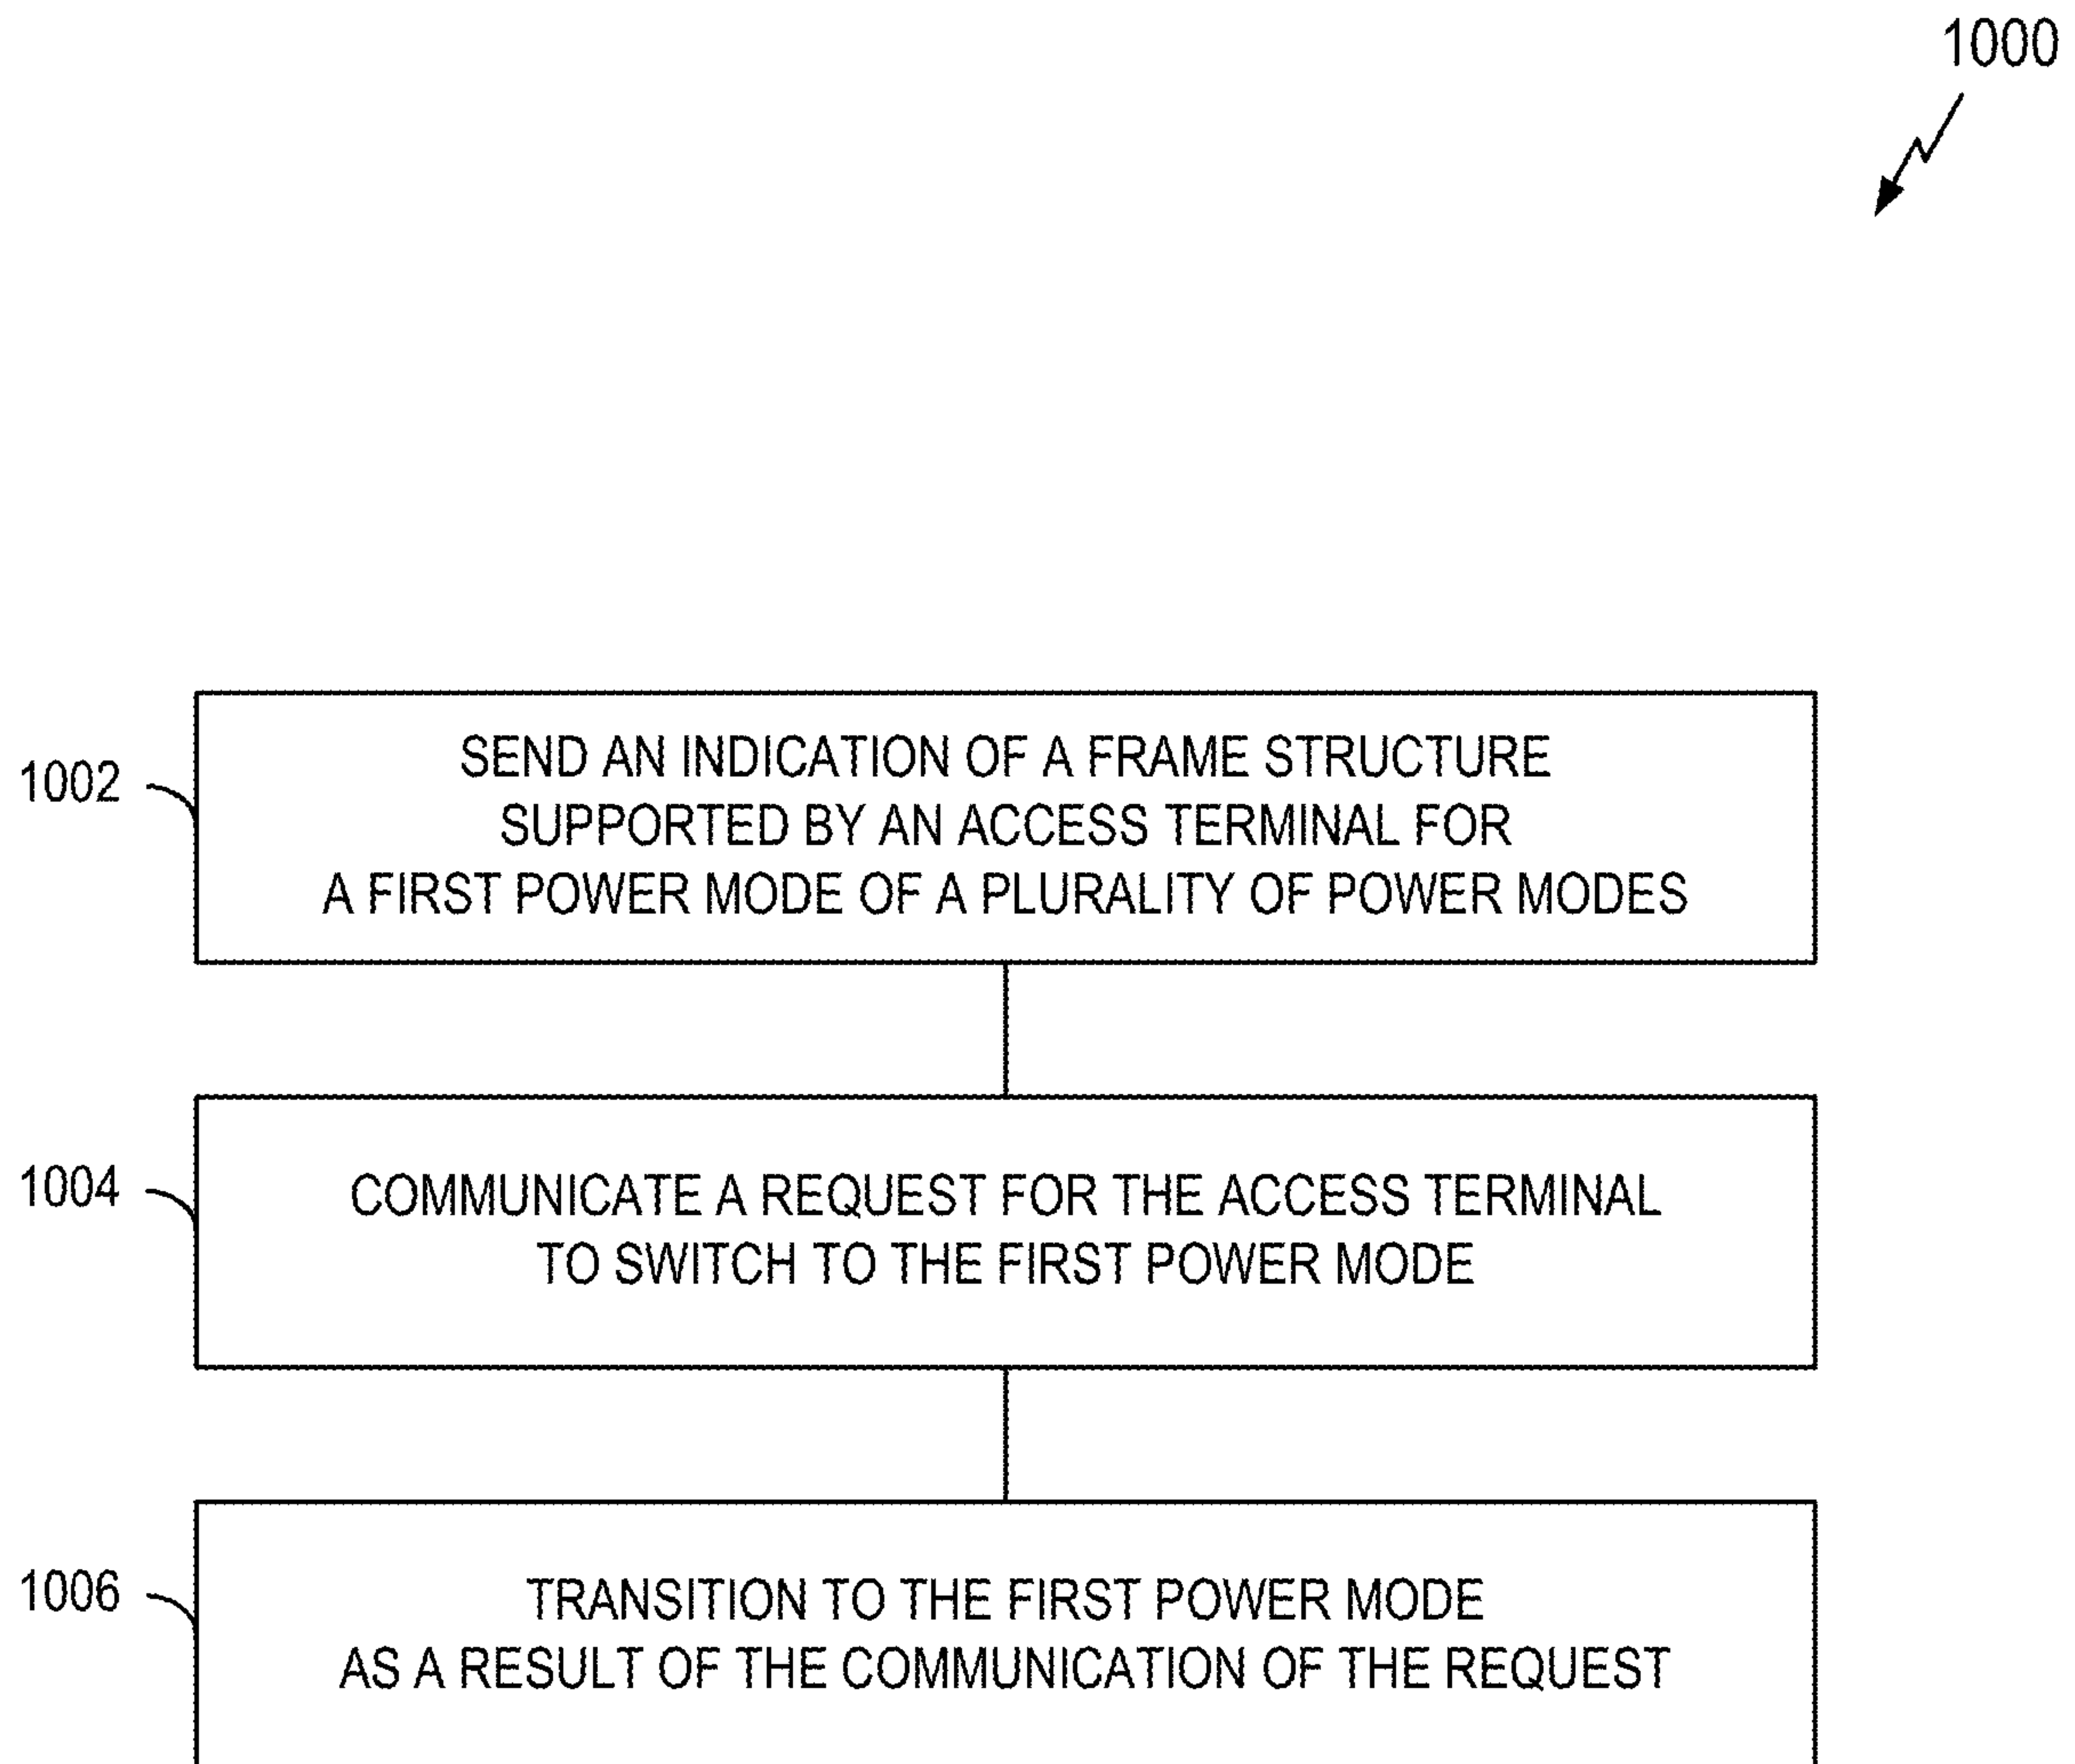 1000
1002
SEND AN INDICATION OF A FRAME STRUCTURE
SUPPORTED BY AN ACCESS TERMINAL FOR
A FIRST POWER MODE OF A PLURALITY OF POWER MODES
1004
COMMUNICATE A REQUEST FOR THE ACCESS TERMINAL
TO SWITCH TO THE FIRST POWER MODE
1006
TRANSITION TO THE FIRST POWER MODE
AS A RESULT OF THE COMMUNICATION OF THE REQUEST